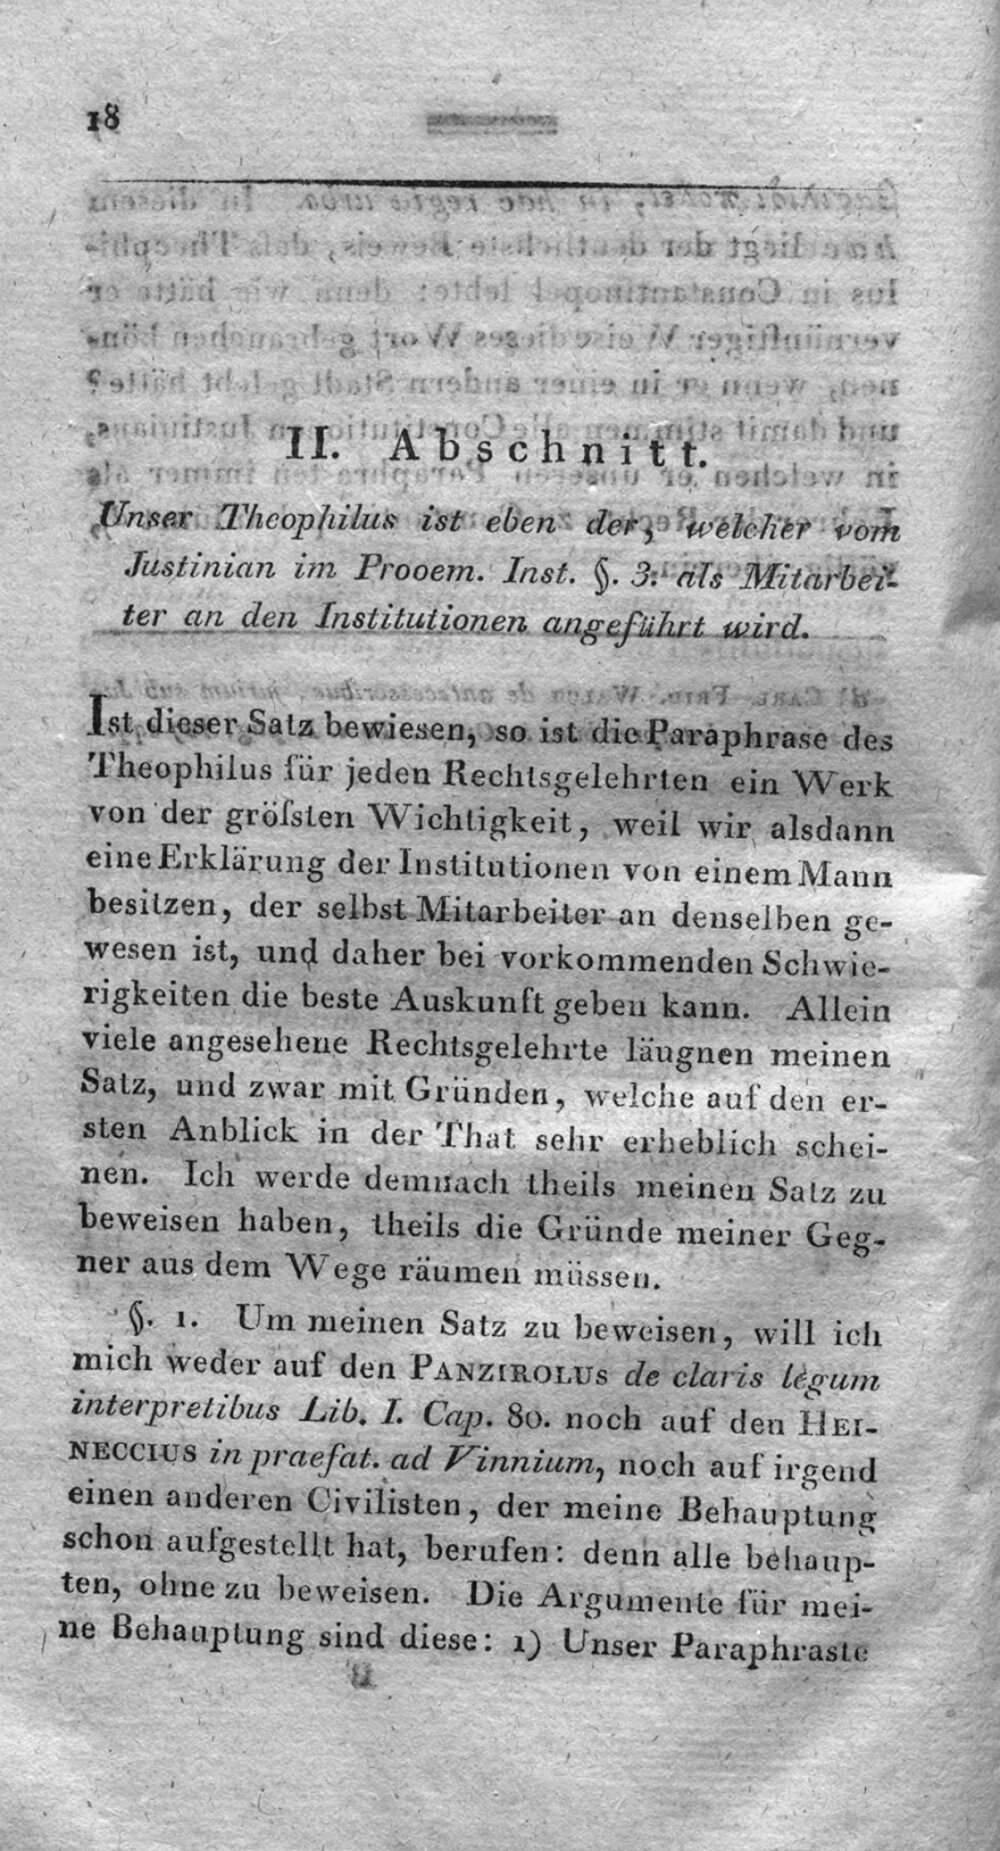 18
II. Abschnitt.
Unser Theophilus ist eben der, welcher vom
Justinian im Prooem. Inst. §. 3. als Mitarbei-
ter an den Institutionen angeführt wird.
Ist dieser Satz bewiesen, so ist die Paraphrase des
Theophilus für jeden Rechtsgelehrten ein Werk
von der gröſsten Wichtigkeit, weil wir alsdann
eine Erklärung der Institutionen von einem Mann
besitzen, der selbst Mitarbeiter an denselben ge-
wesen ist, und daher bei vorkommenden Schwie-
rigkeiten die beste Auskunft geben kann. Allein
viele angesehene Rechtsgelehrte läugnen meinen
Satz, und zwar mit Gründen, welche auf den er-
sten Anblick in der That sehr erheblich schei-
nen. Ich werde demnach theils meinen Satz zu
beweisen haben, theils die Gründe meiner Geg-
ner aus dem Wege räumen müssen.
§. 1. Um meinen Satz zu beweisen, will ich
mich weder auf den PANZIROLUS de claris legum
interpretibus Lib. I. Cap. 80. noch auf den HEI-
NECCIUS in praefat. ad Vinnium, noch auf irgend
einen anderen Civilisten, der meine Behauptung
schon aufgestellt hat, berufen: denn alle behaup-
ten, ohne zu beweisen. Die Argumente für mei-
ne Behauptung sind diese: 1) Unser Paraphraste